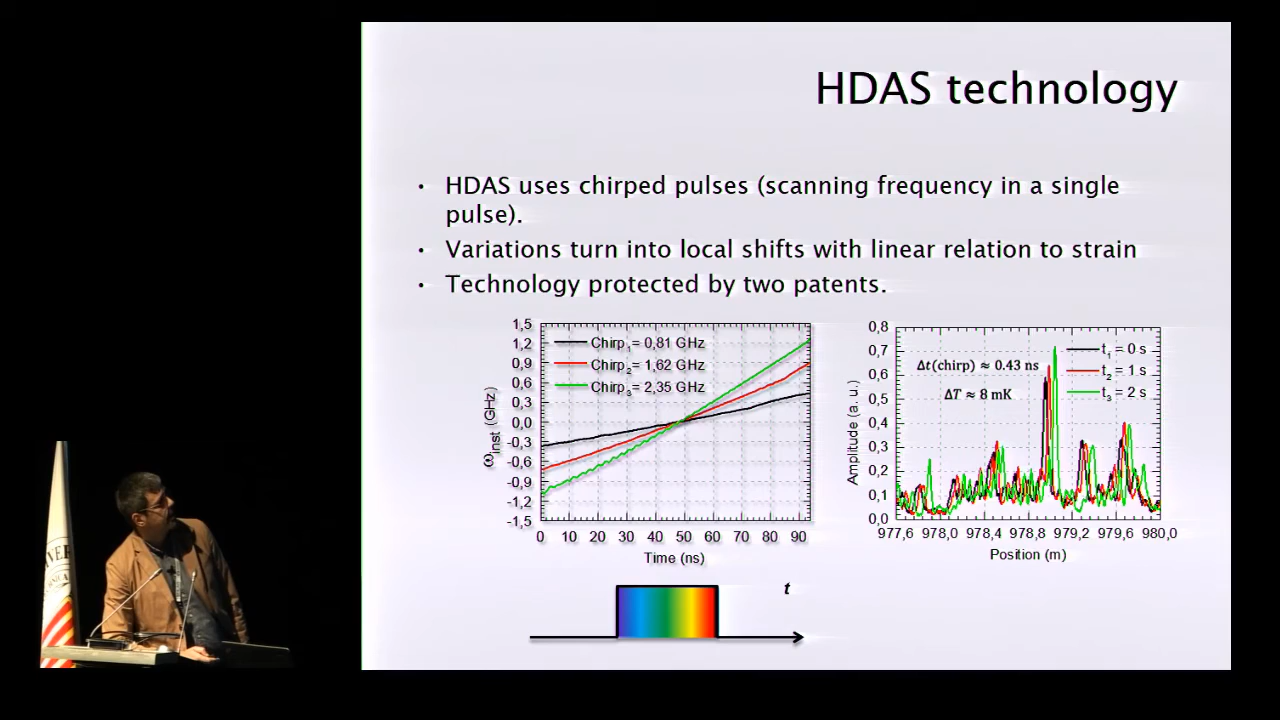 HDAS technology
• HDAS uses chirped pulses (scanning frequency in a single
pulse).
• Variations turn into local shifts with linear relation to strain
• Technology protected by two patents.
1,5
1,2
0,9
0,6
0,3
0,0
-0,3
-0,6
-0,9
-1,2
-1,5
ωinst (GHz)
Chirp1= 0,81 GHz
Chirp2= 1,62 GHz
Chirp3= 2,35 GHz
0 10 20 30 40 50 60 70 80 90
Time (ns)
0,8
0,7
0,6
0,5
0,4
0,3
0,2
0,1
0,0
Amplitude (a. u.)
Δt(chirp) ≈ 0.43 ns
ΔT ≈ 8 mK
t1 = 0 s
t2 = 1 s
t3 = 2 s
977,6 978,0 978,4 978,8 979,2 979,6 980,0
Position (m)
t